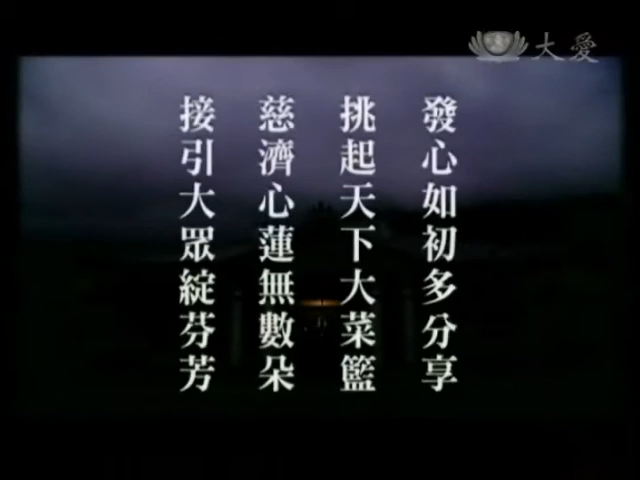 大愛
發心如初多分享
挑起天下大菜籃
慈濟心蓮無數朵
接引大眾綻芬芳